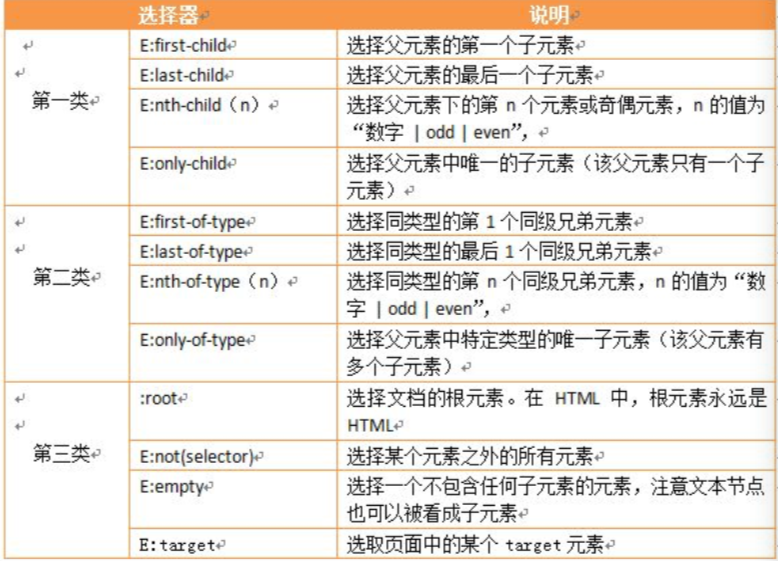 选择器 说明
第一类
E:first-child 选择父元素的第一个子元素
E:last-child 选择父元素的最后一个子元素
E:nth-child（n） 选择父元素下的第 n 个元素或奇偶元素，n 的值为
“数字 | odd | even”，
E:only-child 选择父元素中唯一的子元素（该父元素只有一个子
元素）
第二类
E:first-of-type 选择同类型的第 1 个同级兄弟元素
E:last-of-type 选择同类型的最后 1 个同级兄弟元素
E:nth-of-type（n） 选择同类型的第 n 个同级兄弟元素，n 的值为“数
字 | odd | even”，
E:only-of-type 选择父元素中特定类型的唯一子元素（该父元素有
多个子元素）
第三类
:root 选择文档的根元素。在 HTML 中，根元素永远是
HTML
E:not(selector) 选择某个元素之外的所有元素
E:empty 选择一个不包含任何子元素的元素，注意文本节点
也可以被看成子元素
E:target 选取页面中的某个 target 元素